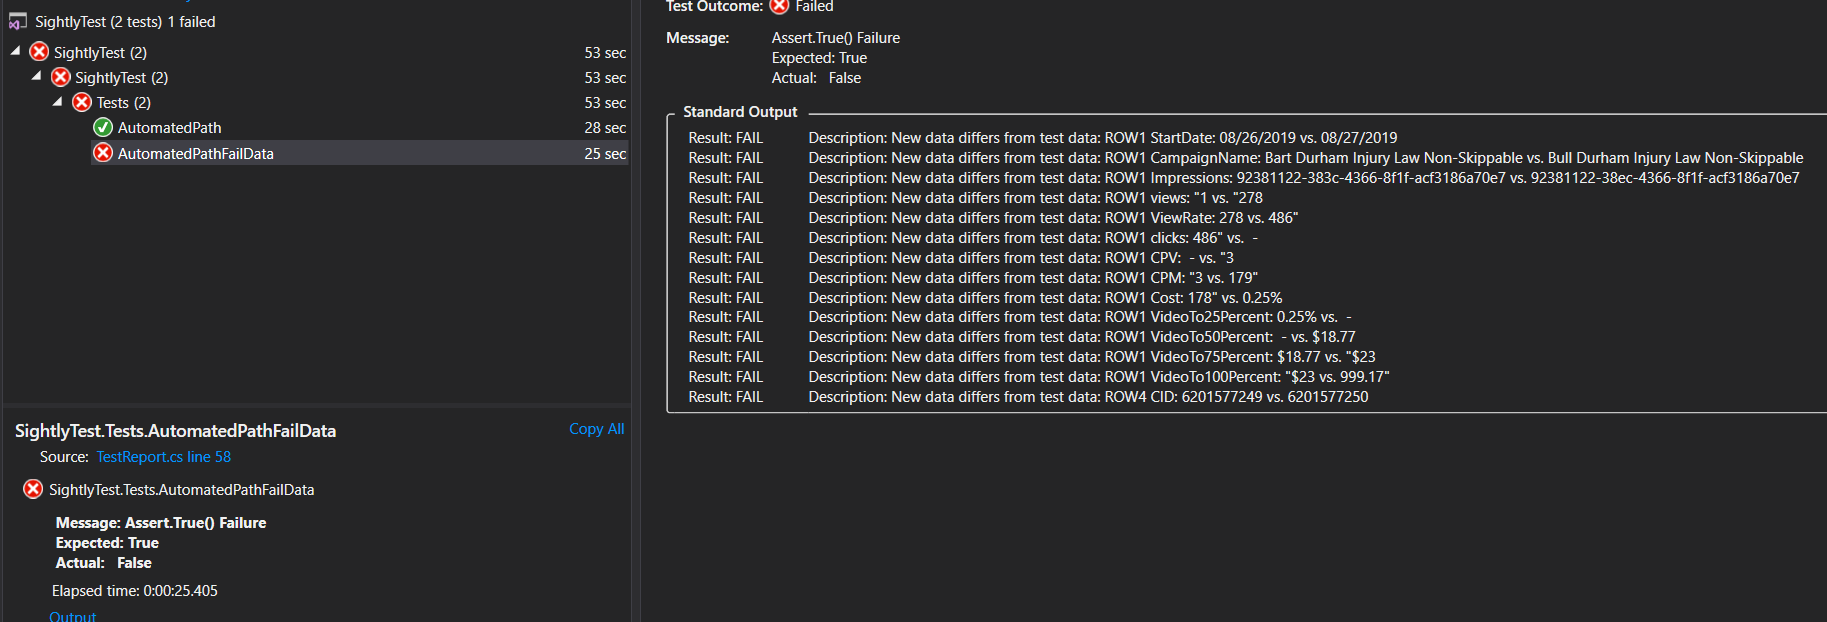 SightlyTest (2 tests) 1 failed
SightlyTest (2) 53 sec
SightlyTest (2) 53 sec
Tests (2) 53 sec
AutomatedPath 28 sec
AutomatedPathFailData 25 sec
SightlyTest.Tests.AutomatedPathFailData Copy All
Source: TestReport.cs line 58
SightlyTest.Tests.AutomatedPathFailData
Message: Assert.True() Failure
Expected: True
Actual: False
Elapsed time: 0:00:25.405
Output
Test Outcome: Failed
Message: Assert.True() Failure
Expected: True
Actual: False
Standard Output
Result: FAIL Description: New data differs from test data: ROW1 StartDate: 08/26/2019 vs. 08/27/2019
Result: FAIL Description: New data differs from test data: ROW1 CampaignName: Bart Durham Injury Law Non-Skippable vs. Bull Durham Injury Law Non-Skippable
Result: FAIL Description: New data differs from test data: ROW1 Impressions: 92381122-383c-4366-8f1f-acf3186a70e7 vs. 92381122-38ec-4366-8f1f-acf3186a70e7
Result: FAIL Description: New data differs from test data: ROW1 views: "1 vs. "278
Result: FAIL Description: New data differs from test data: ROW1 ViewRate: 278 vs. 486"
Result: FAIL Description: New data differs from test data: ROW1 clicks: 486" vs. -
Result: FAIL Description: New data differs from test data: ROW1 CPV: - vs. "3
Result: FAIL Description: New data differs from test data: ROW1 CPM: "3 vs. 179"
Result: FAIL Description: New data differs from test data: ROW1 Cost: 178" vs. 0.25%
Result: FAIL Description: New data differs from test data: ROW1 VideoTo25Percent: 0.25% vs. -
Result: FAIL Description: New data differs from test data: ROW1 VideoTo50Percent: - vs. $18.77
Result: FAIL Description: New data differs from test data: ROW1 VideoTo75Percent: $18.77 vs. "$23
Result: FAIL Description: New data differs from test data: ROW1 VideoTo100Percent: "$23 vs. 999.17"
Result: FAIL Description: New data differs from test data: ROW4 CID: 6201577249 vs. 6201577250